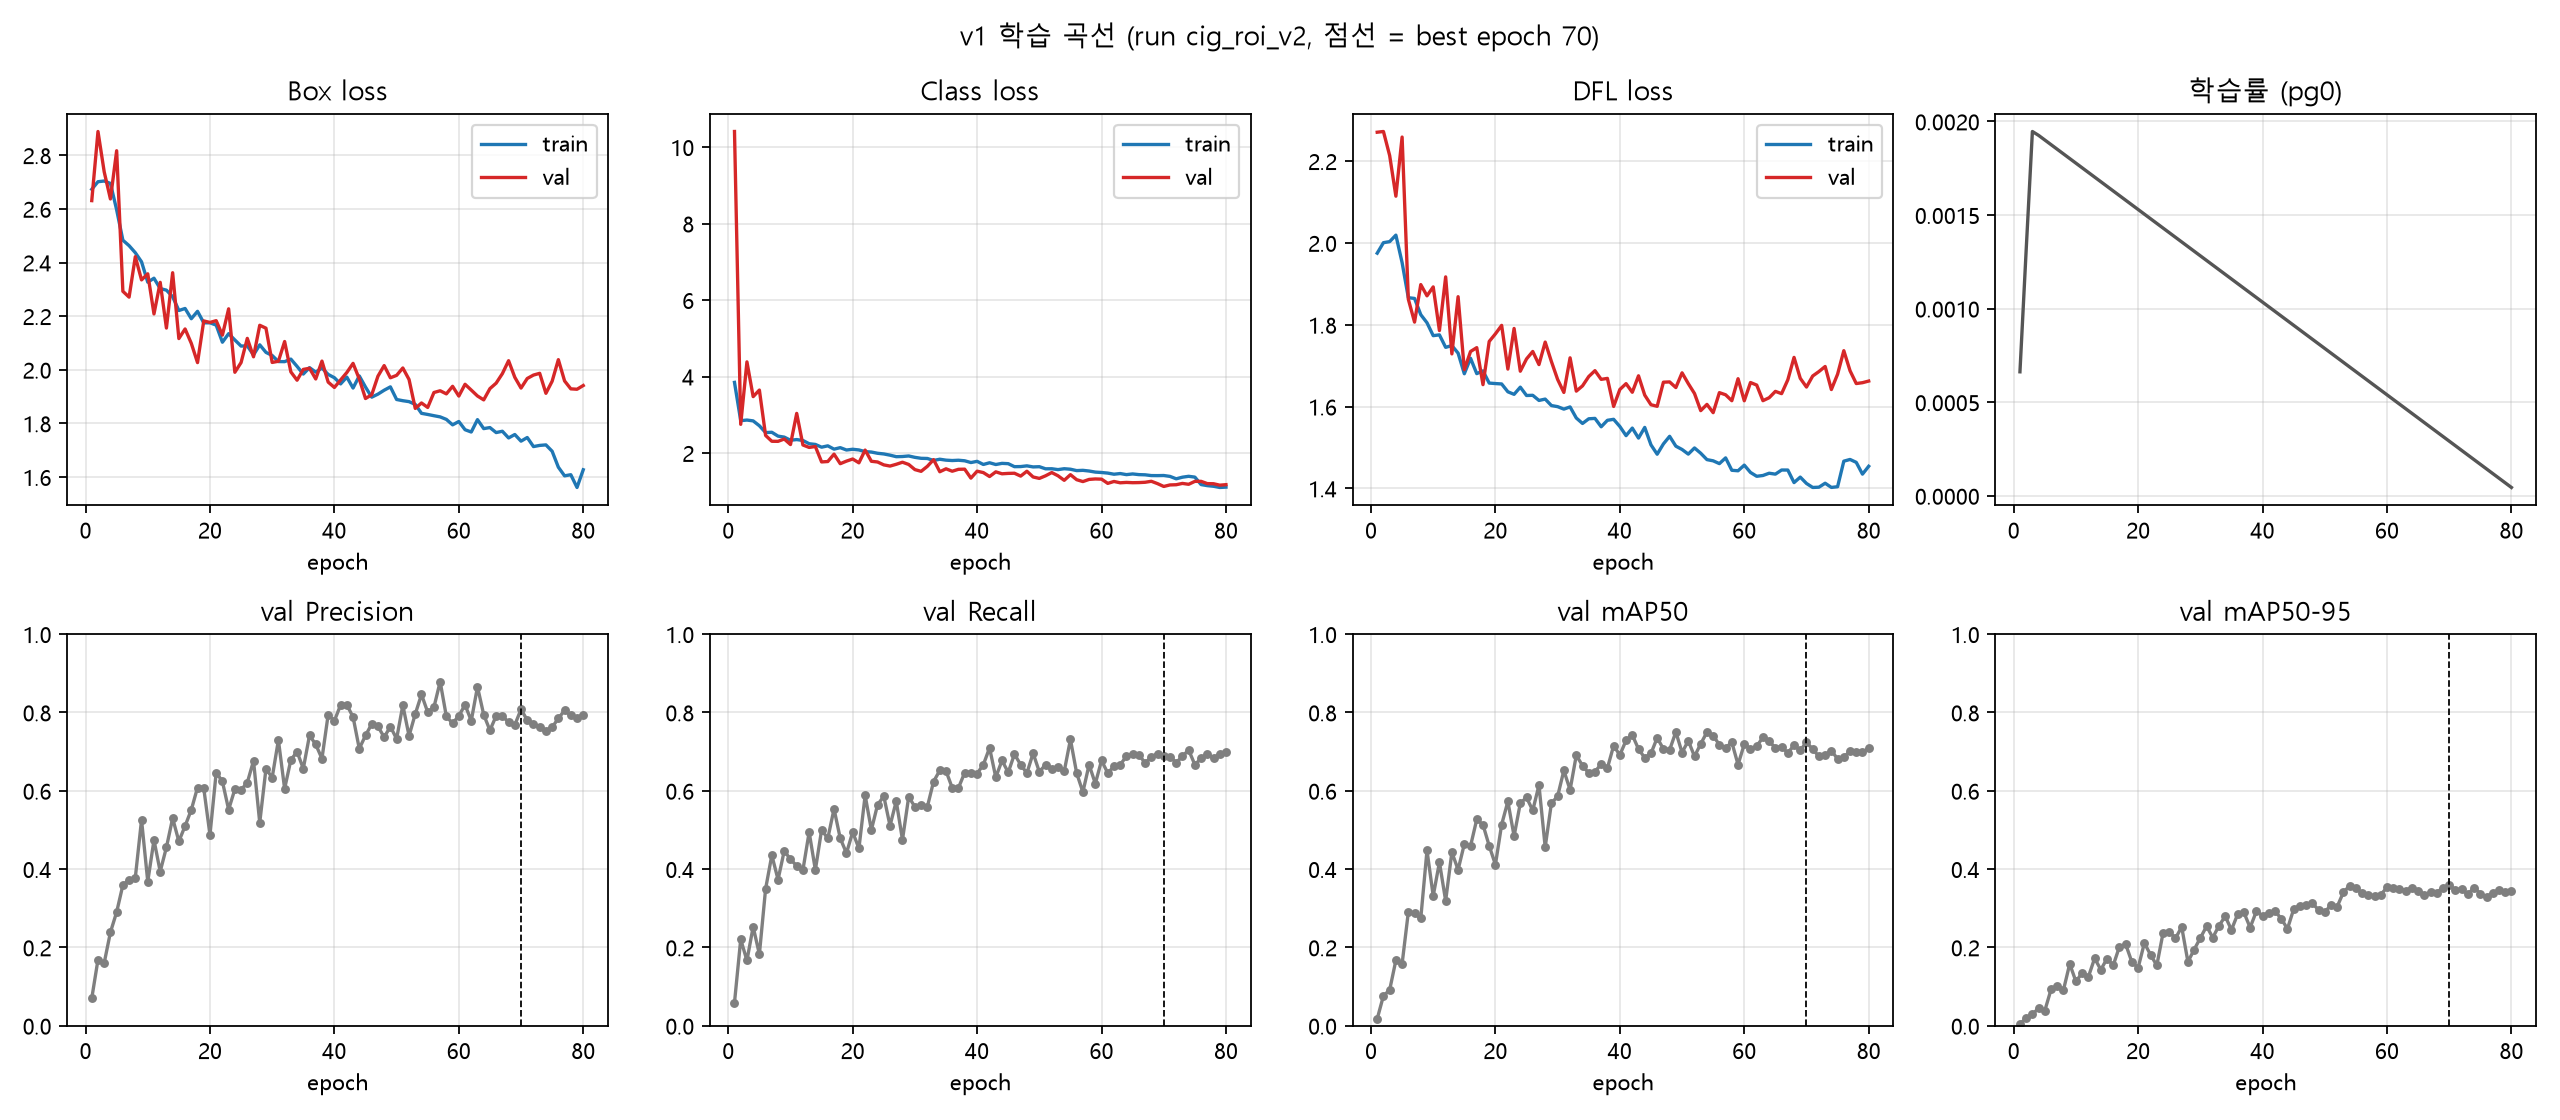 v1 학습 곡선 (run cig_roi_v2, 점선 = best epoch 70)
Box loss
2.8
2.6
2.4
2.2
2.0
1.8
1.6
train
val
0 20 40 60 80
epoch
Class loss
10
8
6
4
2
train
val
0 20 40 60 80
epoch
DFL loss
2.2
2.0
1.8
1.6
1.4
train
val
0 20 40 60 80
epoch
학습률 (pg0)
0.0020
0.0015
0.0010
0.0005
0.0000
0 20 40 60 80
val Precision
1.0
0.8
0.6
0.4
0.2
0.0
0 20 40 60 80
epoch
val Recall
1.0
0.8
0.6
0.4
0.2
0.0
0 20 40 60 80
epoch
val mAP50
1.0
0.8
0.6
0.4
0.2
0.0
0 20 40 60 80
epoch
val mAP50-95
1.0
0.8
0.6
0.4
0.2
0.0
0 20 40 60 80
epoch